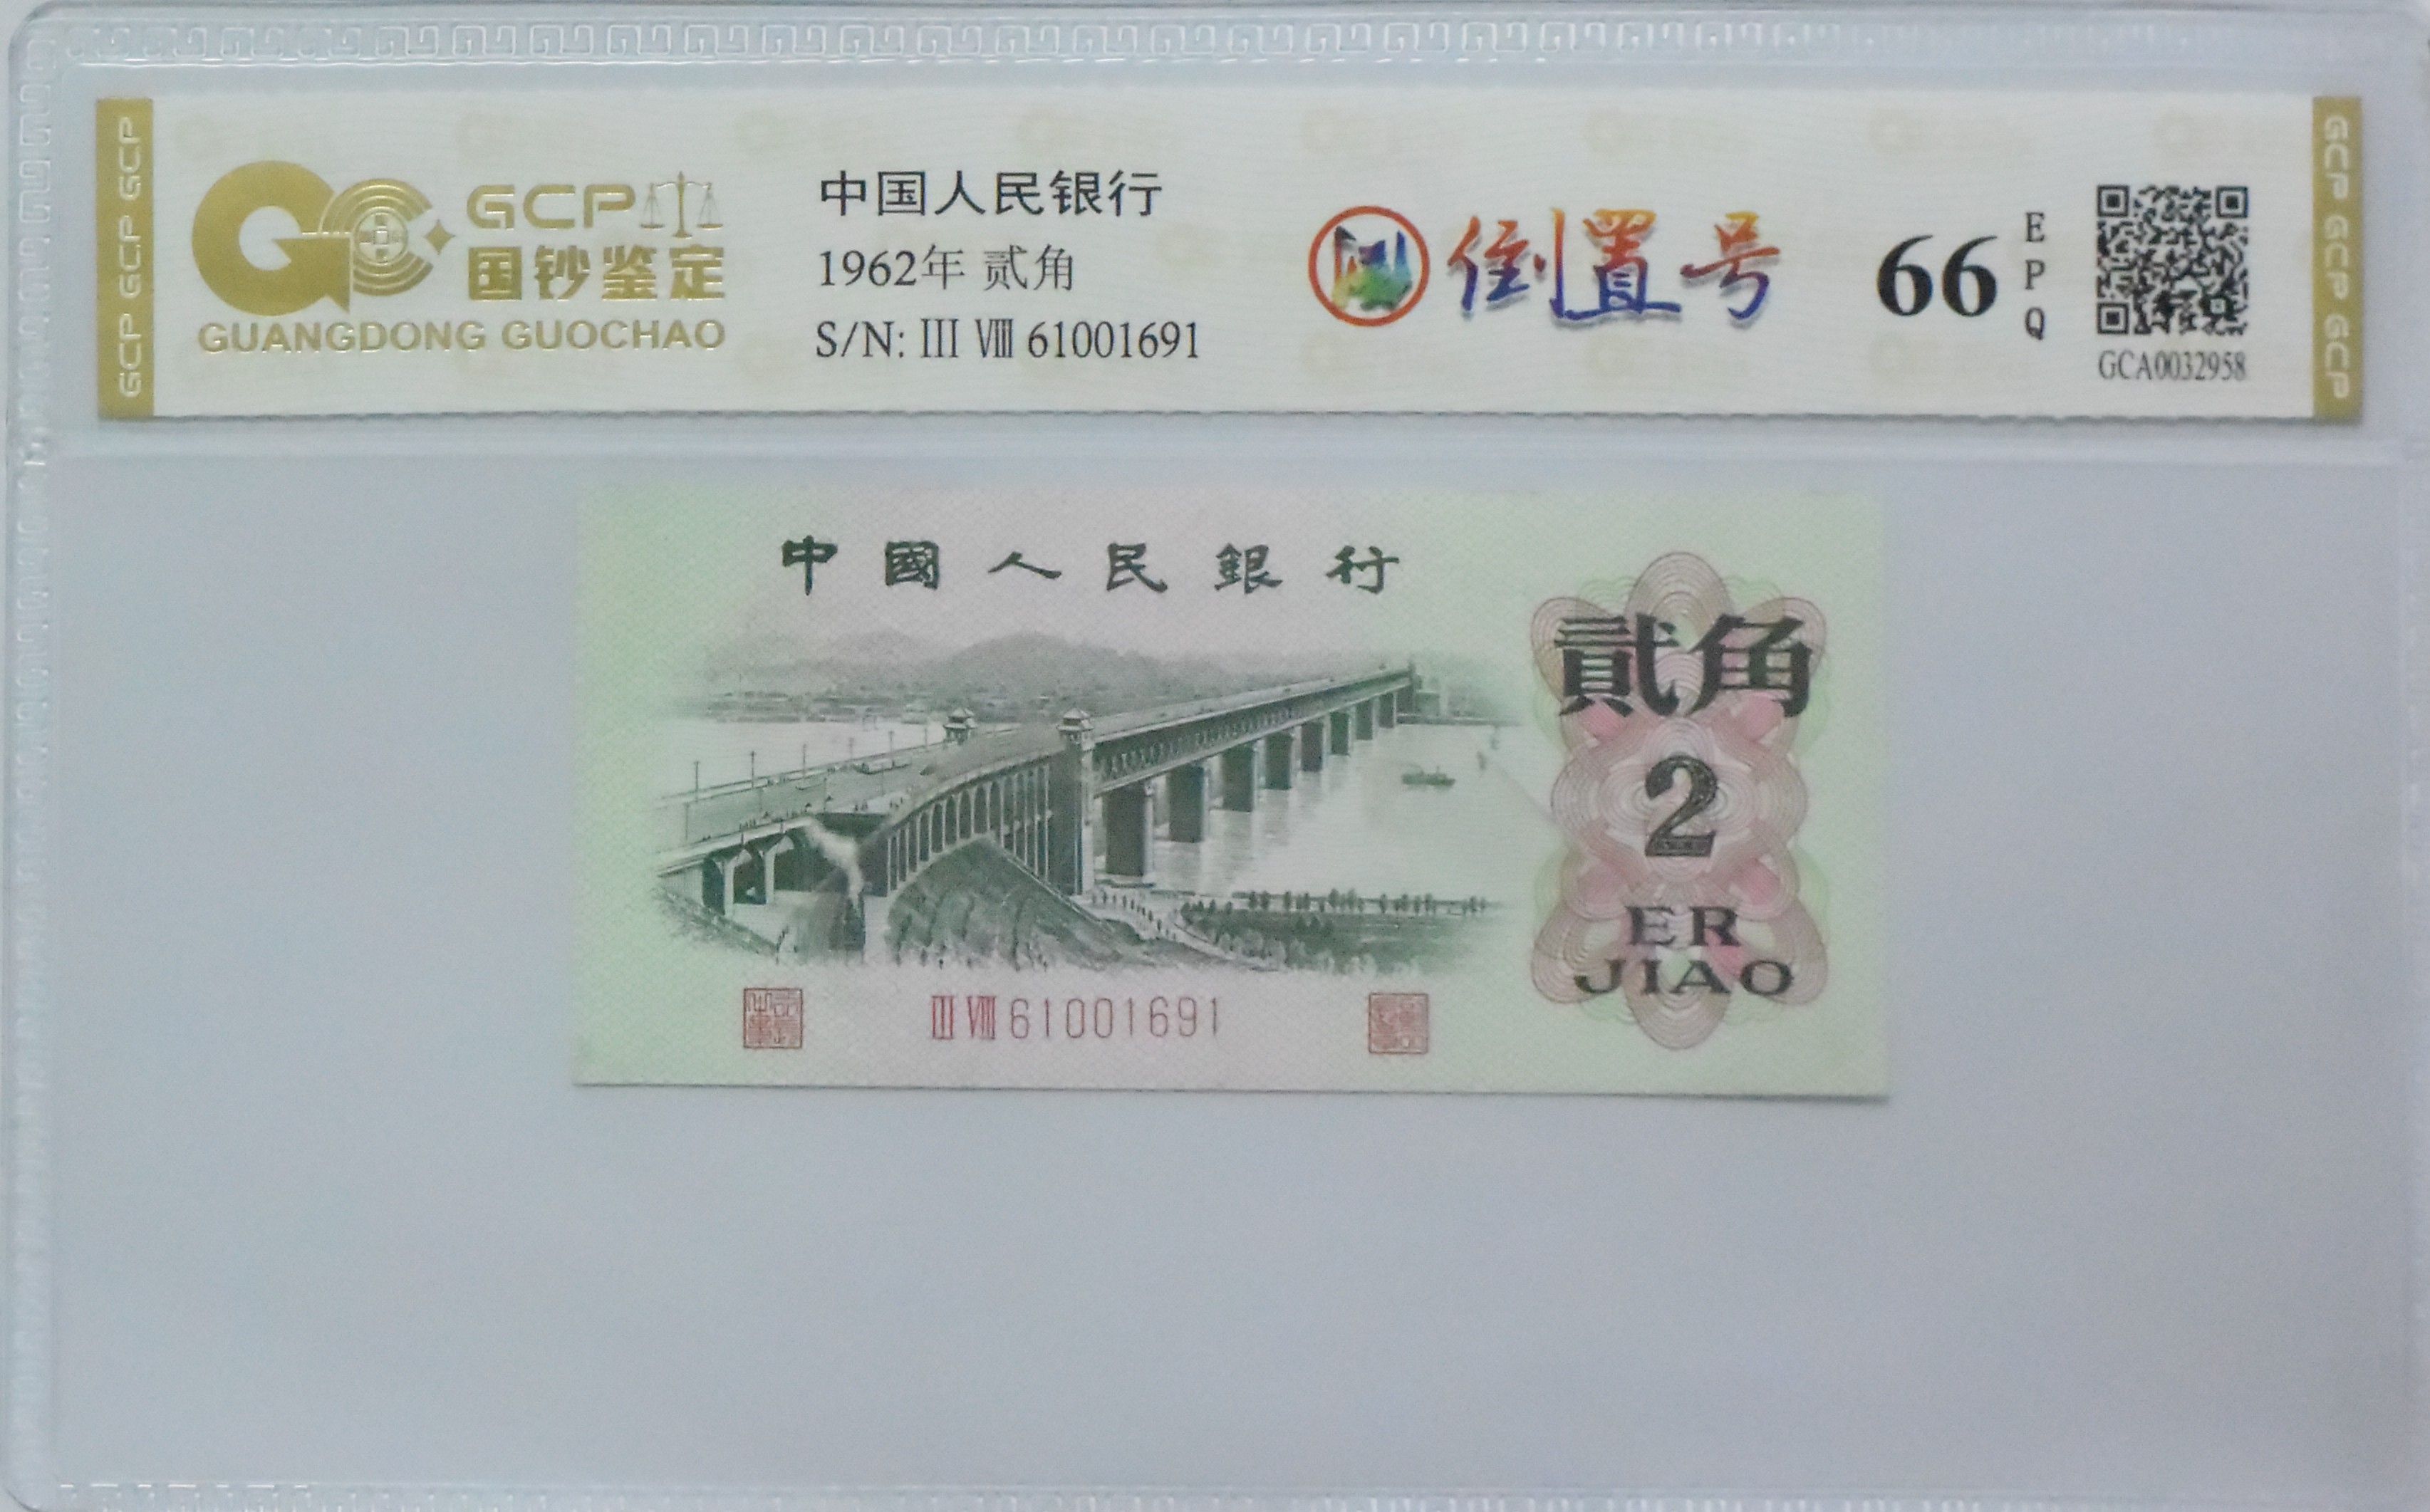 GCP GCP GCP
GCP
国钞鉴定
GUANGDONG GUOCHAO
中国人民银行
1962年 贰角
S/N: III VIII 61001691
倒置号
66
EPQ
GCA0032958
GCP GCP GCP
中國人民銀行
貳角
2
ER
JIAO
III VIII 61001691